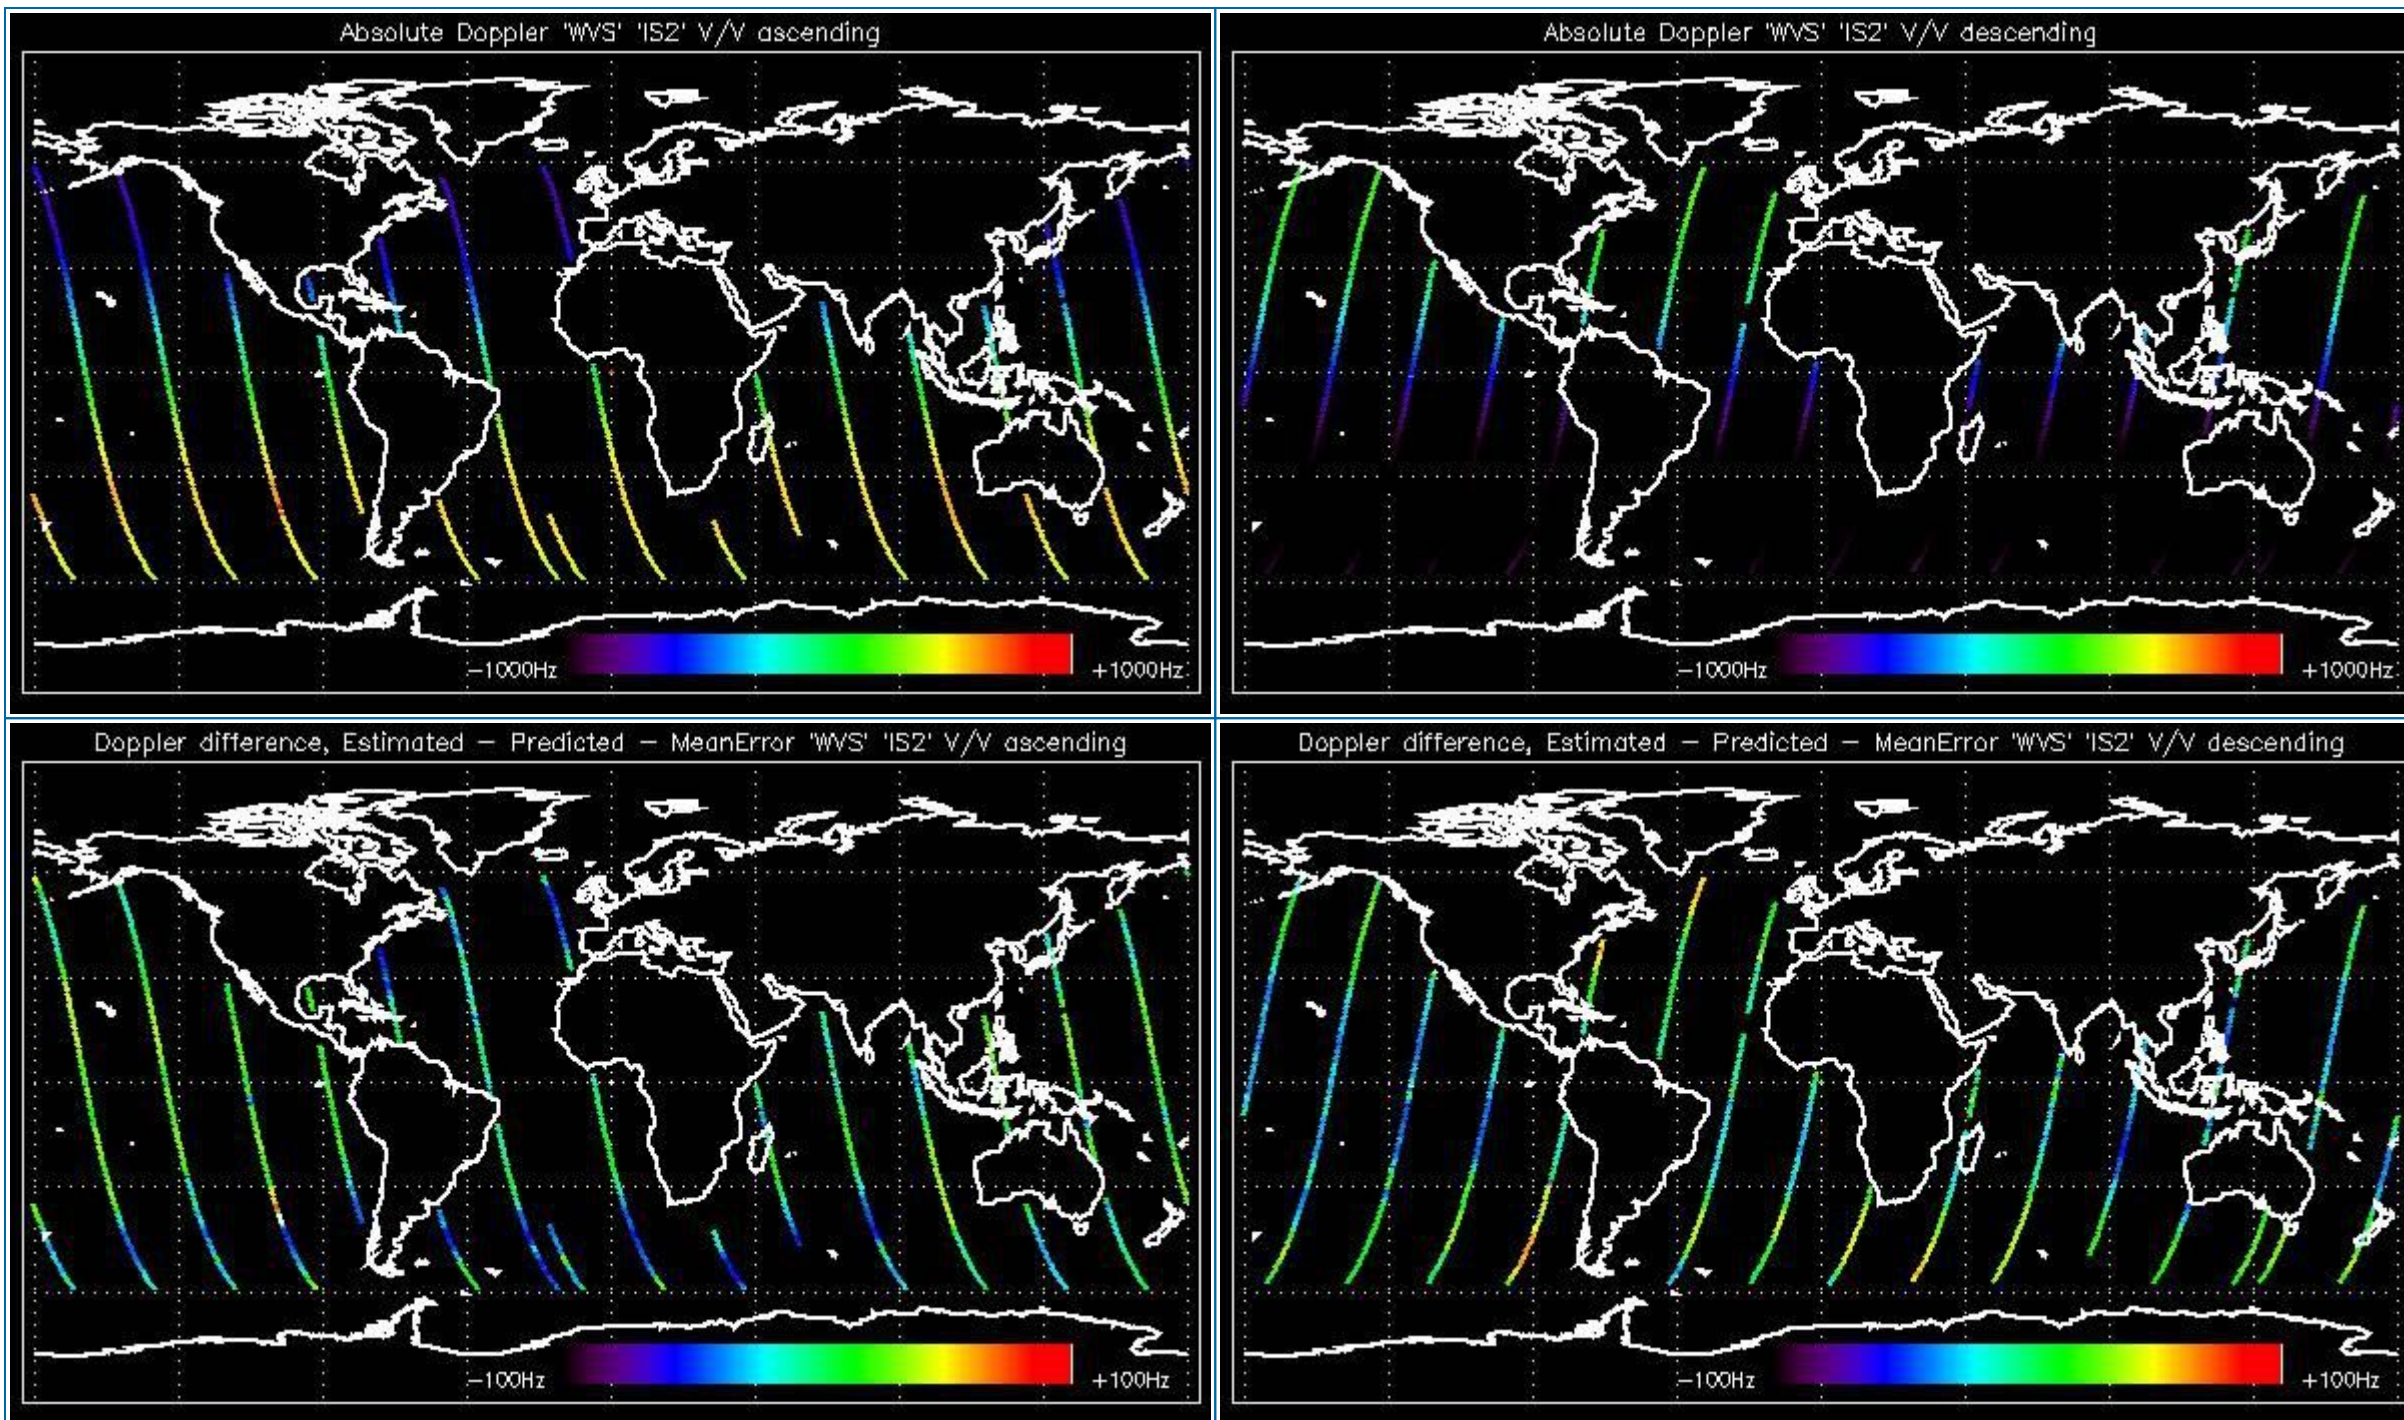 Absolute Doppler 'WVS' 'IS2' V/V ascending
-1000Hz +1000Hz
Absolute Doppler 'WVS' 'IS2' V/V descending
-1000Hz +1000Hz
Doppler difference, Estimated - Predicted - MeanError 'WVS' 'IS2' V/V ascending
-100Hz +100Hz
Doppler difference, Estimated - Predicted - MeanError 'WVS' 'IS2' V/V descending
-100Hz +100Hz